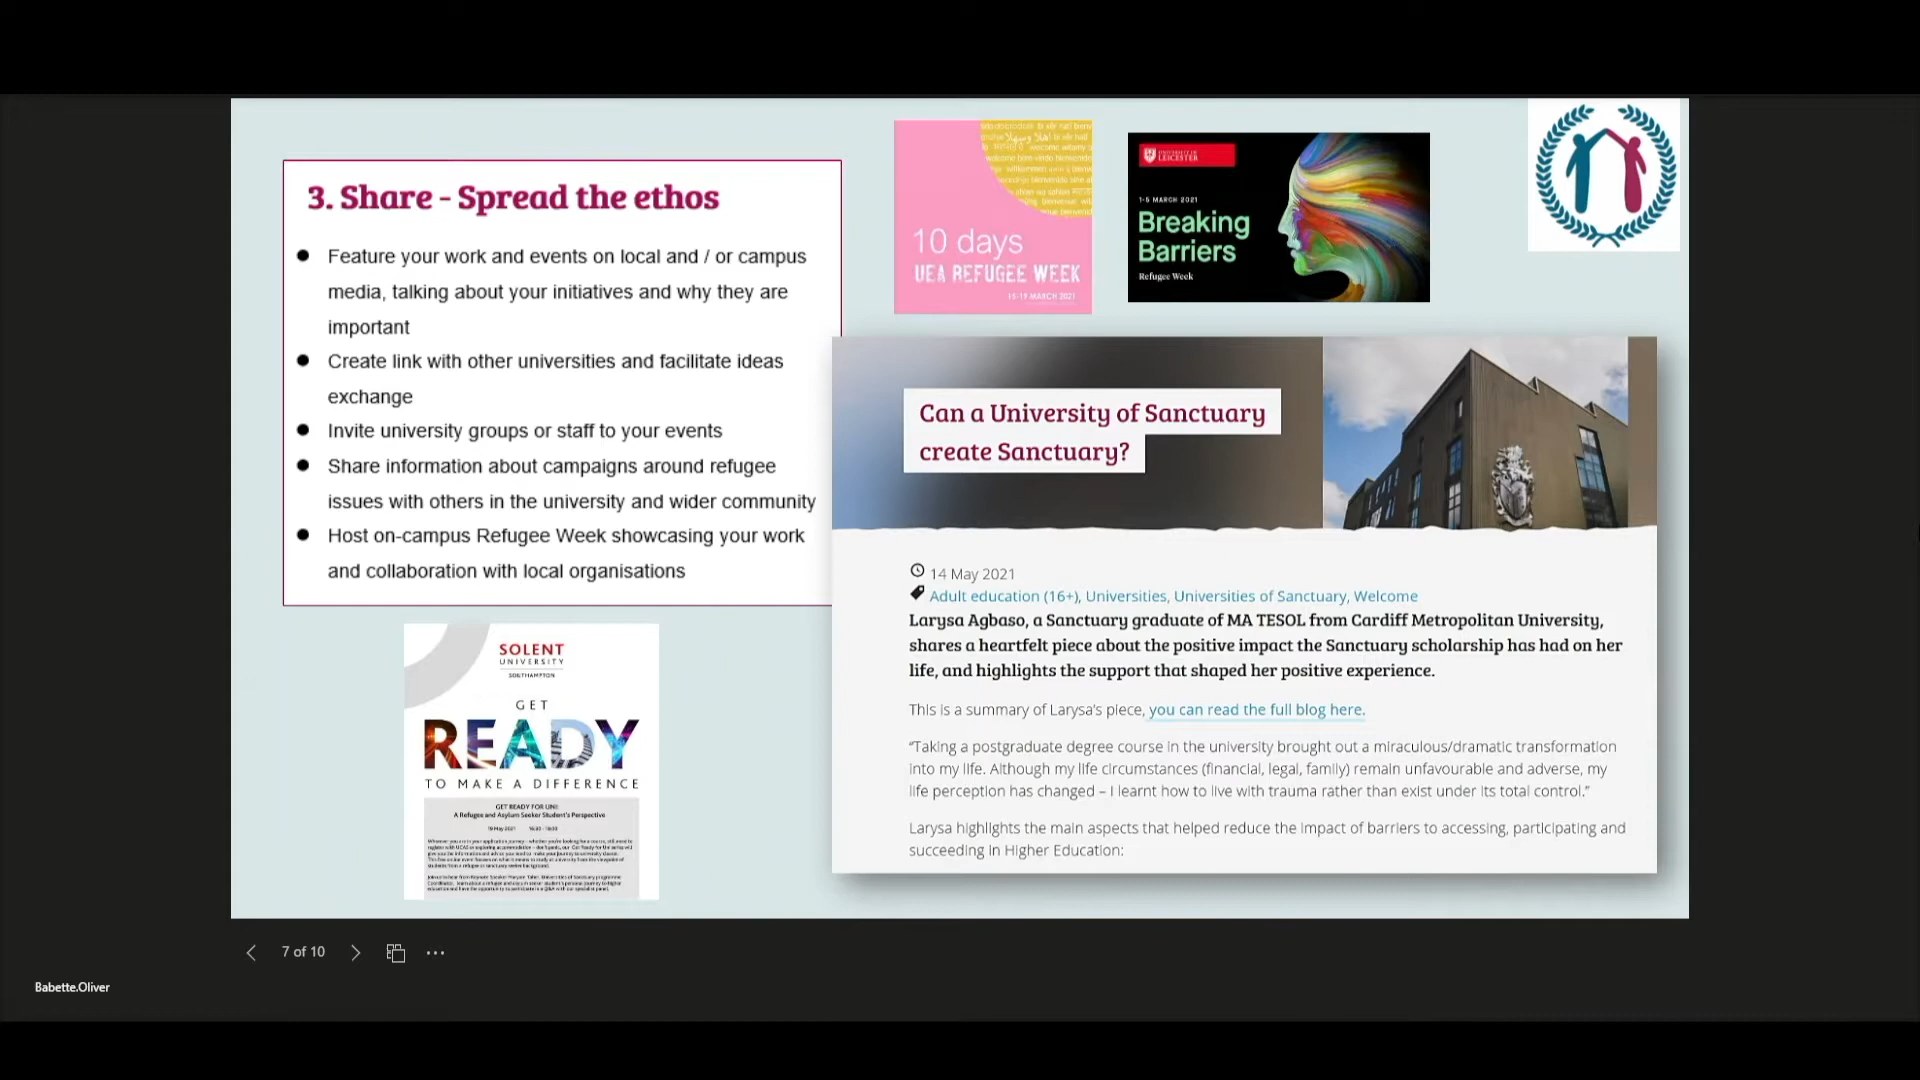 3. Share - Spread the ethos
Feature your work and events on local and / or campus
media, talking about your initiatives and why they are
important
Create link with other universities and facilitate ideas
exchange
Invite university groups or staff to your events
Share information about campaigns around refugee
issues with others in the university and wider community
Host on-campus Refugee Week showcasing your work
and collaboration with local organisations
10 days
UEA REFUGEE WEEK
15-19 MARCH 2021
UNIVERSITY OF
LEICESTER
1-5 MARCH 2021
Breaking
Barriers
Refugee Week
Can a University of Sanctuary
create Sanctuary?
14 May 2021
Adult education (16+), Universities, Universities of Sanctuary, Welcome
Larysa Agbaso, a Sanctuary graduate of MA TESOL from Cardiff Metropolitan University,
shares a heartfelt piece about the positive impact the Sanctuary scholarship has had on her
life, and highlights the support that shaped her positive experience.
This is a summary of Larysa's piece, you can read the full blog here.
“Taking a postgraduate degree course in the university brought out a miraculous/dramatic transformation
into my life. Although my life circumstances (financial, legal, family) remain unfavourable and adverse, my
life perception has changed – I learnt how to live with trauma rather than exist under its total control.”
Larysa highlights the main aspects that helped reduce the impact of barriers to accessing, participating and
succeeding in Higher Education:
SOLENT
UNIVERSITY
SOUTHAMPTON
GET
READY
TO MAKE A DIFFERENCE
GET READY FOR UNI:
A Refugee and Asylum Seeker Student's Perspective
7 of 10
Babette.Oliver